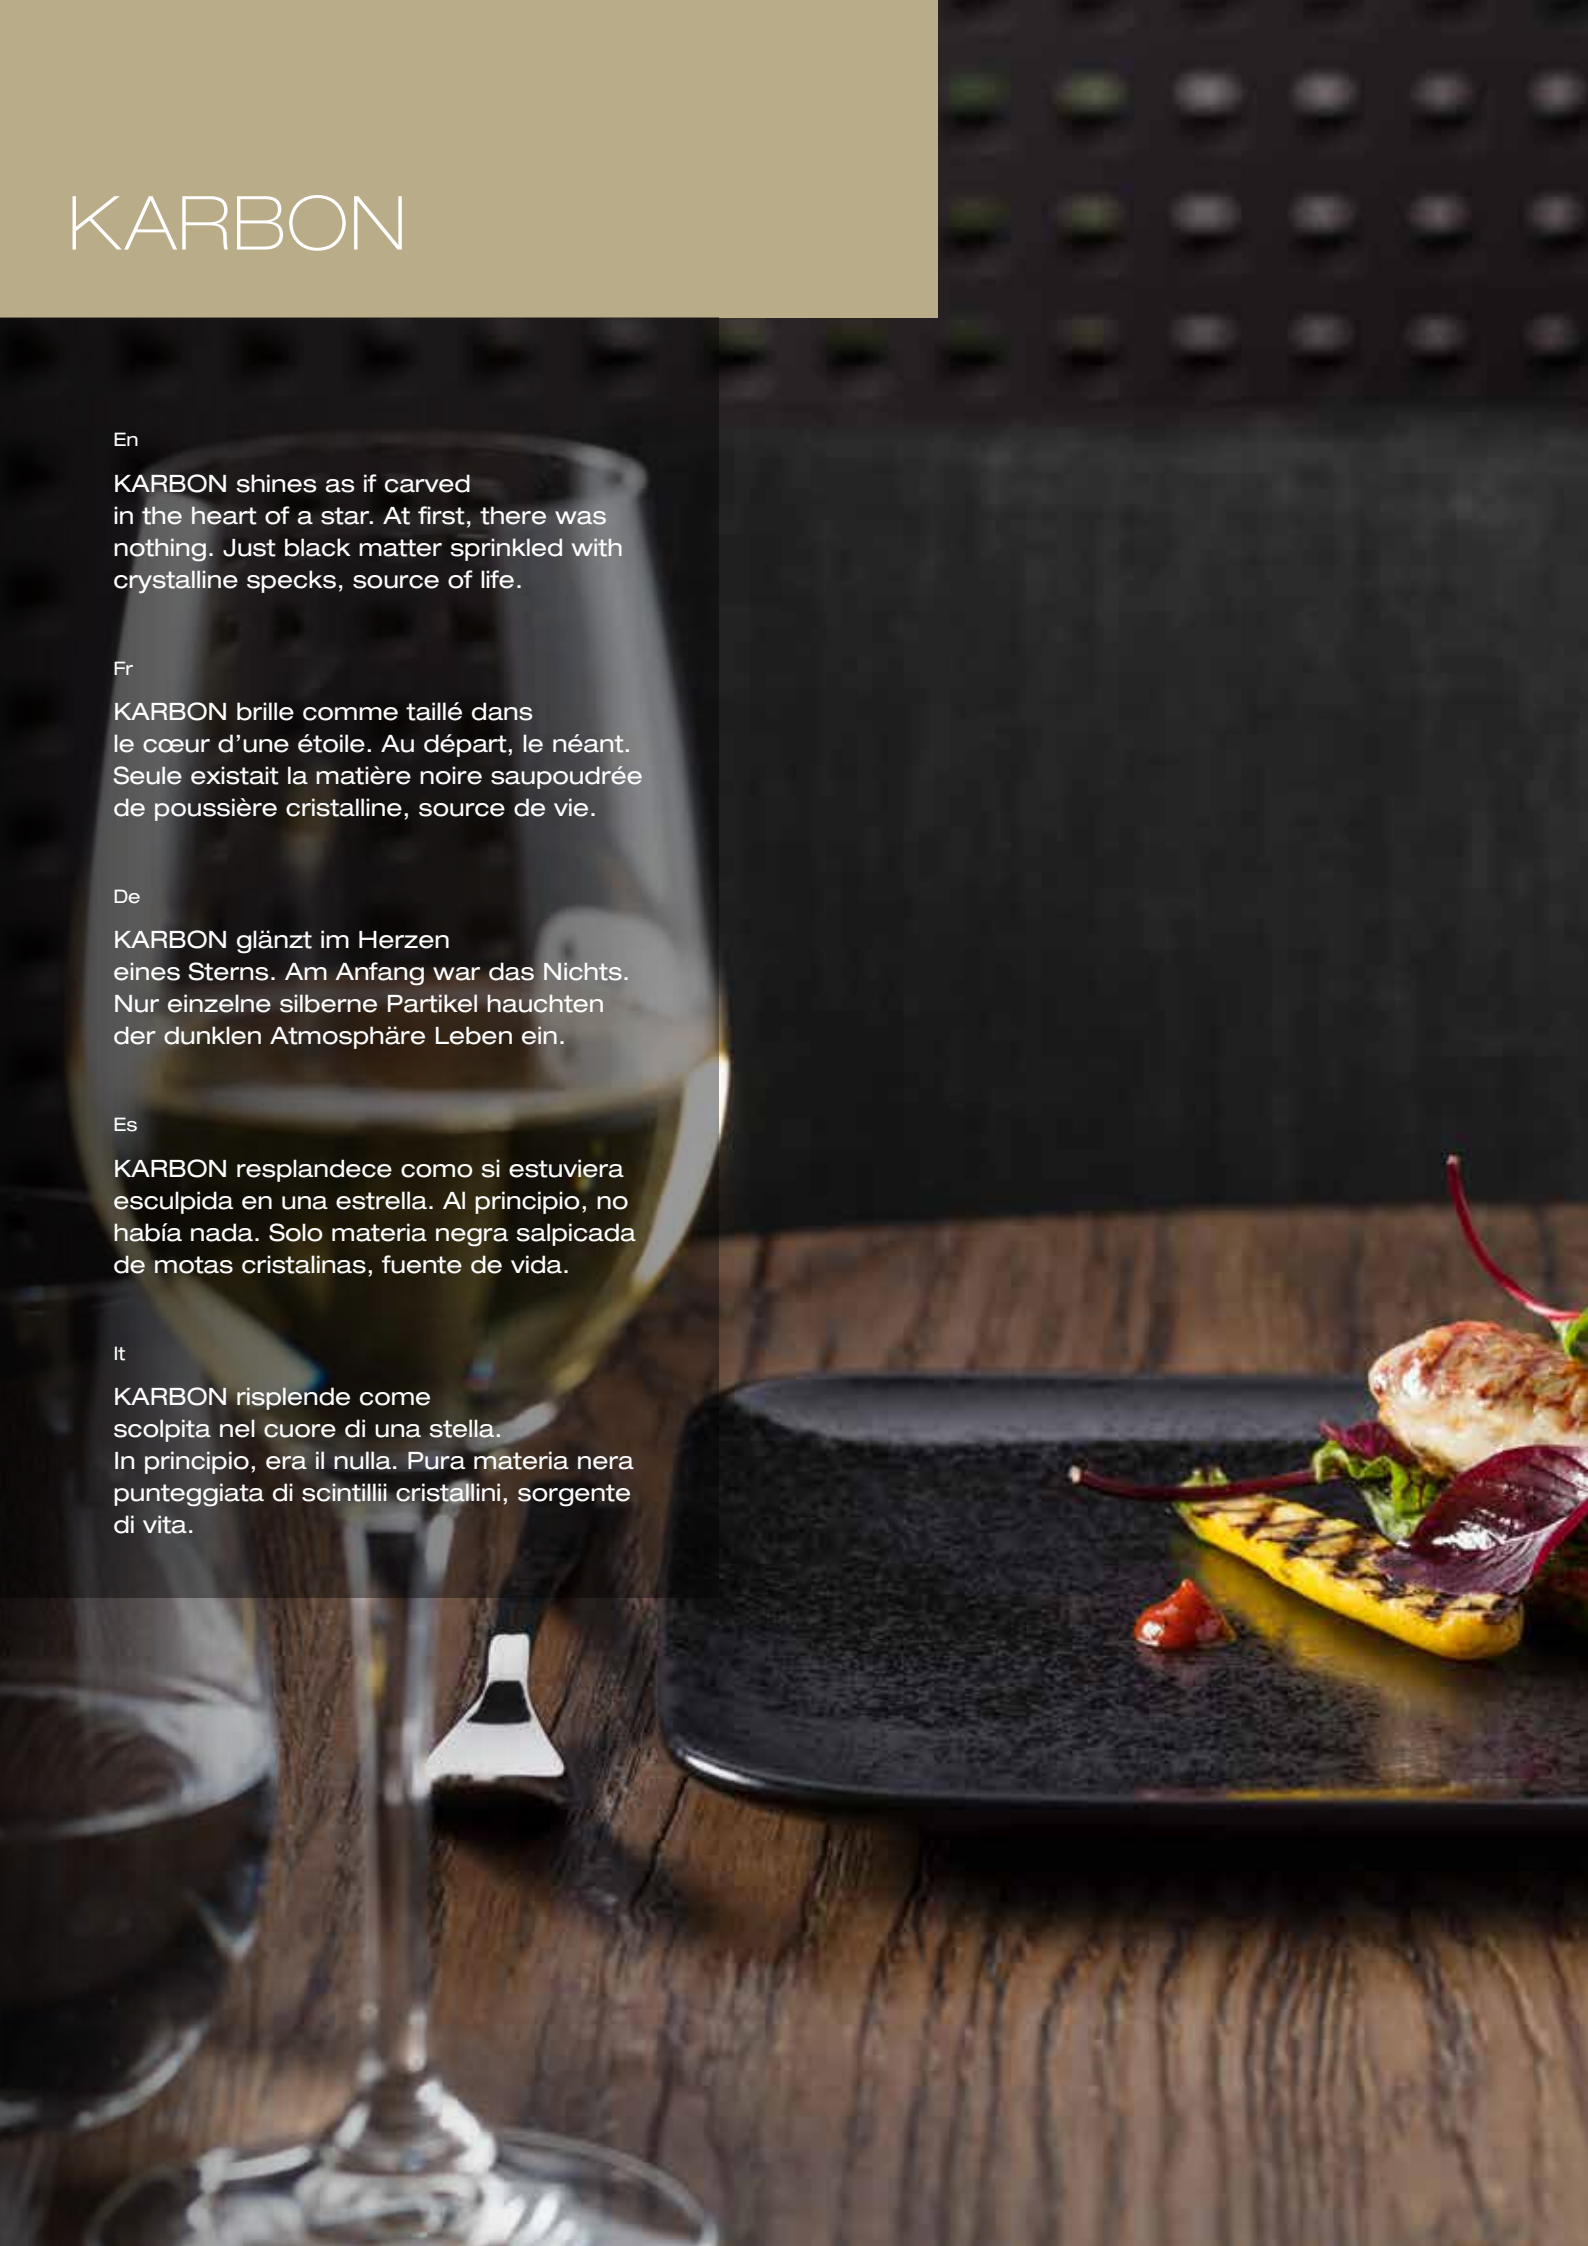 KARBON
En
KARBON shines as if carved
in the heart of a star. At first, there was
nothing. Just black matter sprinkled with
crystalline specks, source of life.
Fr
KARBON brille comme taillé dans
le cœur d’une étoile. Au départ, le néant.
Seule existait la matière noire saupoudrée
de poussière cristalline, source de vie.
De
KARBON glänzt im Herzen
eines Sterns. Am Anfang war das Nichts.
Nur einzelne silberne Partikel hauchten
der dunklen Atmosphäre Leben ein.
Es
KARBON resplandece como si estuviera
esculpida en una estrella. Al principio, no
había nada. Solo materia negra salpicada
de motas cristalinas, fuente de vida.
It
KARBON risplende come
scolpita nel cuore di una stella.
In principio, era il nulla. Pura materia nera
punteggiata di scintillii cristallini, sorgente
di vita.